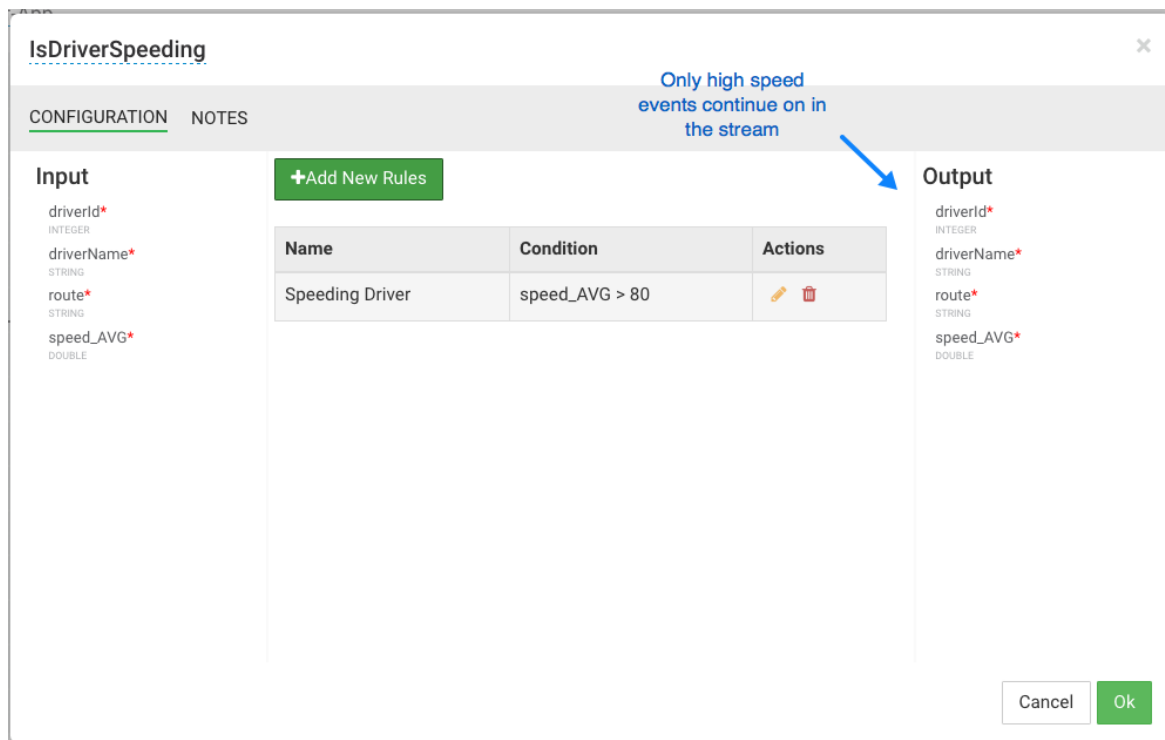 IsDriverSpeeding
×
Only high speed
events continue on in
the stream
CONFIGURATION NOTES
Input
driverId*
INTEGER
driverName*
STRING
route*
STRING
speed_AVG*
DOUBLE
+Add New Rules
Name Condition Actions
Speeding Driver speed_AVG > 80
Output
driverId*
INTEGER
driverName*
STRING
route*
STRING
speed_AVG*
DOUBLE
Cancel Ok